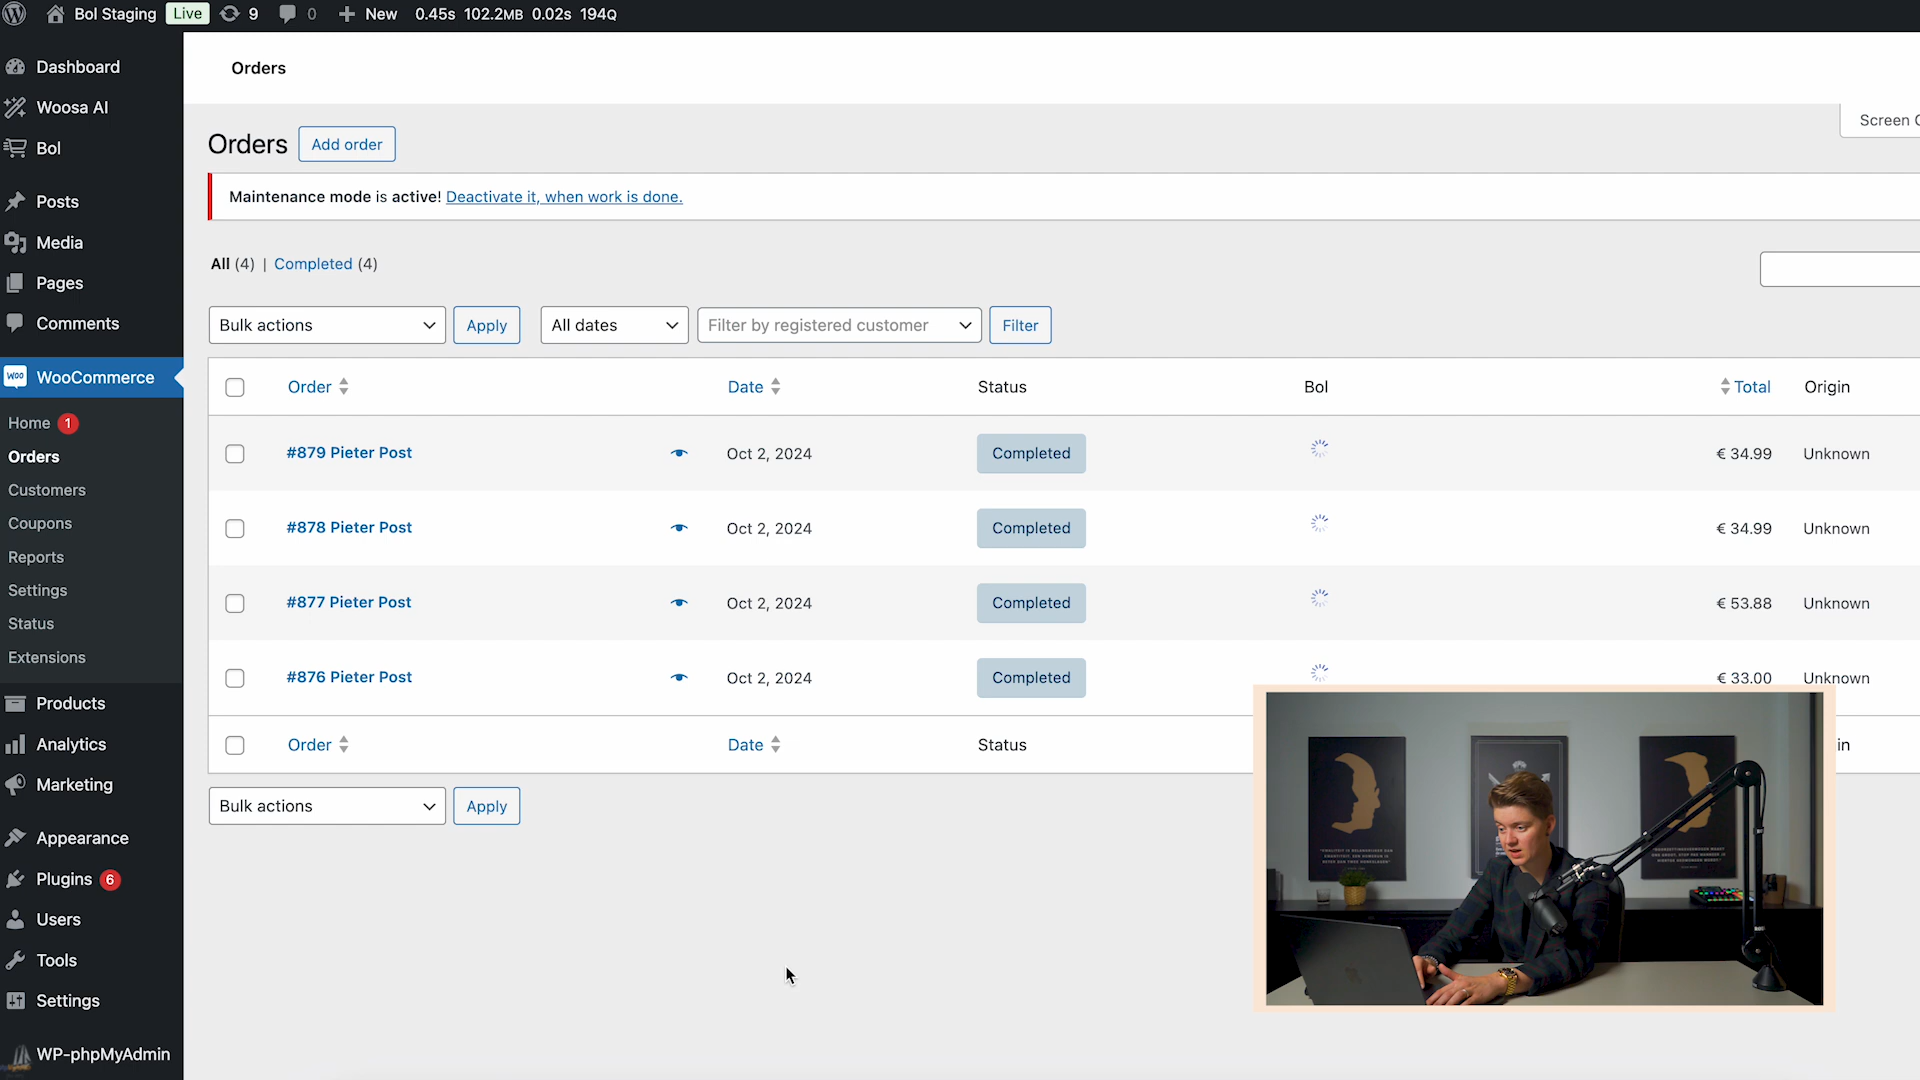 Bol Staging Live 9 0 New 0.45s 102.2MB 0.02s 194Q
Dashboard
Woosa AI
Bol
Posts
Media
Pages
Comments
woo WooCommerce
Home 1
Orders
Customers
Coupons
Reports
Settings
Status
Extensions
Products
Analytics
Marketing
Appearance
Plugins 6
Users
Tools
Settings
WP-phpMyAdmin
Orders
Screen
Orders Add order
Maintenance mode is active! Deactivate it, when work is done.
All (4) | Completed (4)
Bulk actions Apply All dates Filter by registered customer Filter
Order Date Status Bol Total Origin
#879 Pieter Post Oct 2, 2024 Completed € 34.99 Unknown
#878 Pieter Post Oct 2, 2024 Completed € 34.99 Unknown
#877 Pieter Post Oct 2, 2024 Completed € 53.88 Unknown
#876 Pieter Post Oct 2, 2024 Completed € 33.00 Unknown
Order Date Status in
Bulk actions Apply